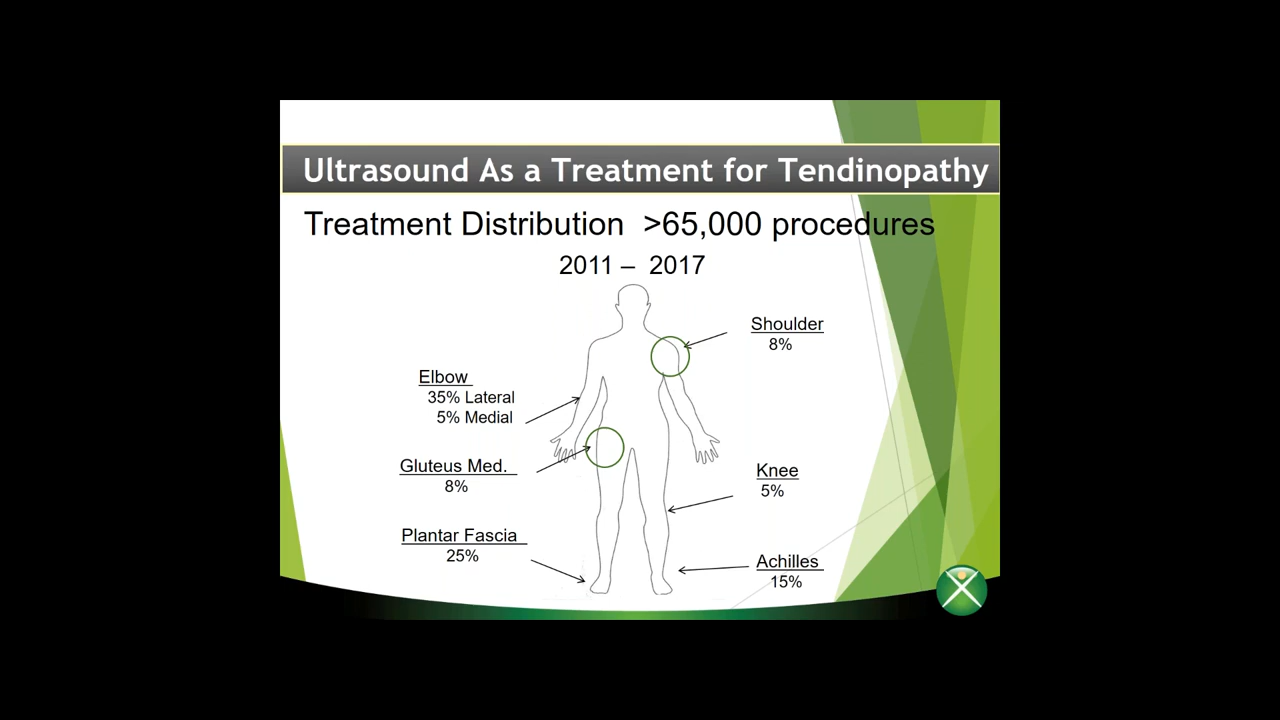 Ultrasound As a Treatment for Tendinopathy
Treatment Distribution >65,000 procedures
2011 – 2017
Shoulder
8%
Elbow
35% Lateral
5% Medial
Gluteus Med.
8%
Knee
5%
Plantar Fascia
25%
Achilles
15%